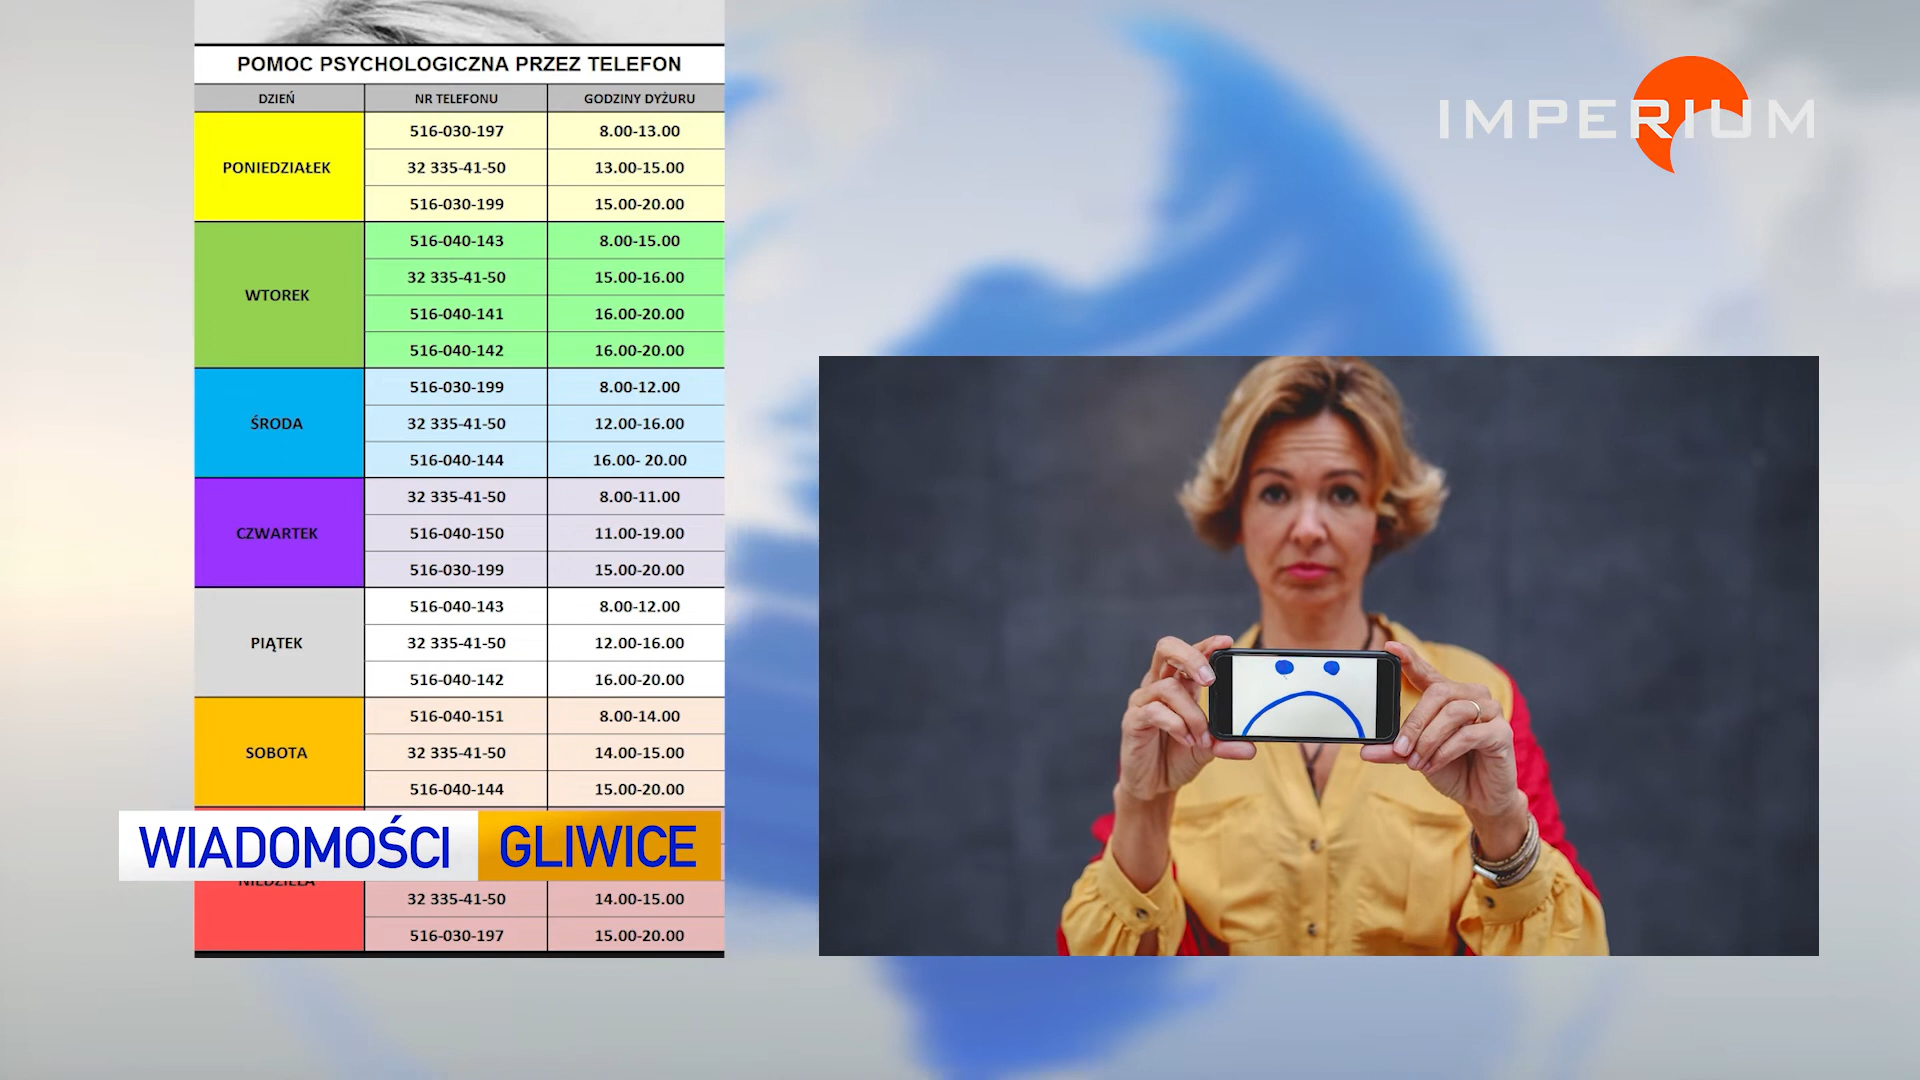 POMOC PSYCHOLOGICZNA PRZEZ TELEFON
DZIEŃ NR TELEFONU GODZINY DYŻURU
PONIEDZIAŁEK
516-030-197 8.00-13.00
32 335-41-50 13.00-15.00
516-030-199 15.00-20.00
WTOREK
516-040-143 8.00-15.00
32 335-41-50 15.00-16.00
516-040-141 16.00-20.00
516-040-142 16.00-20.00
ŚRODA
516-030-199 8.00-12.00
32 335-41-50 12.00-16.00
516-040-144 16.00- 20.00
CZWARTEK
32 335-41-50 8.00-11.00
516-040-150 11.00-19.00
516-030-199 15.00-20.00
PIĄTEK
516-040-143 8.00-12.00
32 335-41-50 12.00-16.00
516-040-142 16.00-20.00
SOBOTA
516-040-151 8.00-14.00
32 335-41-50 14.00-15.00
516-040-144 15.00-20.00
NIEDZIELA
32 335-41-50 14.00-15.00
516-030-197 15.00-20.00
WIADOMOŚCI GLIWICE
IMPERIUM